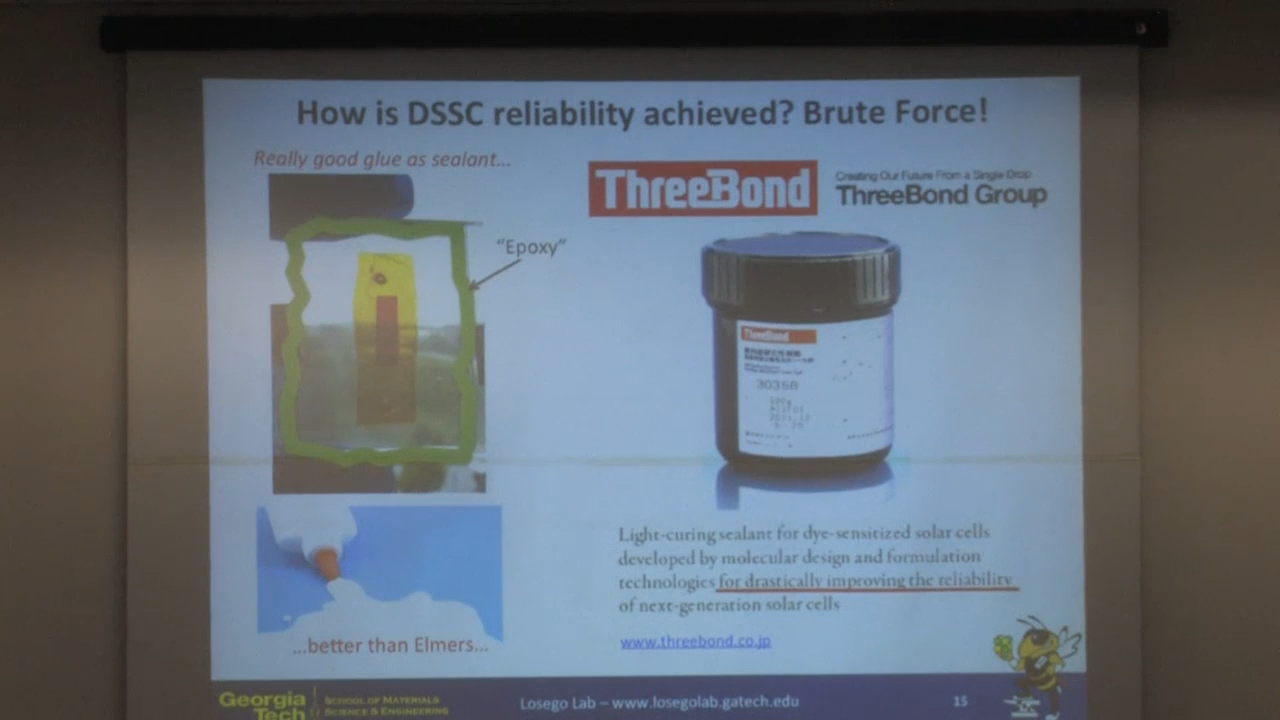 How is DSSC reliability achieved? Brute Force!
Really good glue as sealant...
"Epoxy"
...better than Elmers...
ThreeBond
Creating Our Future From a Single Drop
ThreeBond Group
ThreeBond
3035B
Light-curing sealant for dye-sensitized solar cells
developed by molecular design and formulation
technologies for drastically improving the reliability
of next-generation solar cells
www.threebond.co.jp
Georgia
Tech
School of Materials
Science & Engineering
Losego Lab – www.losegolab.gatech.edu
15